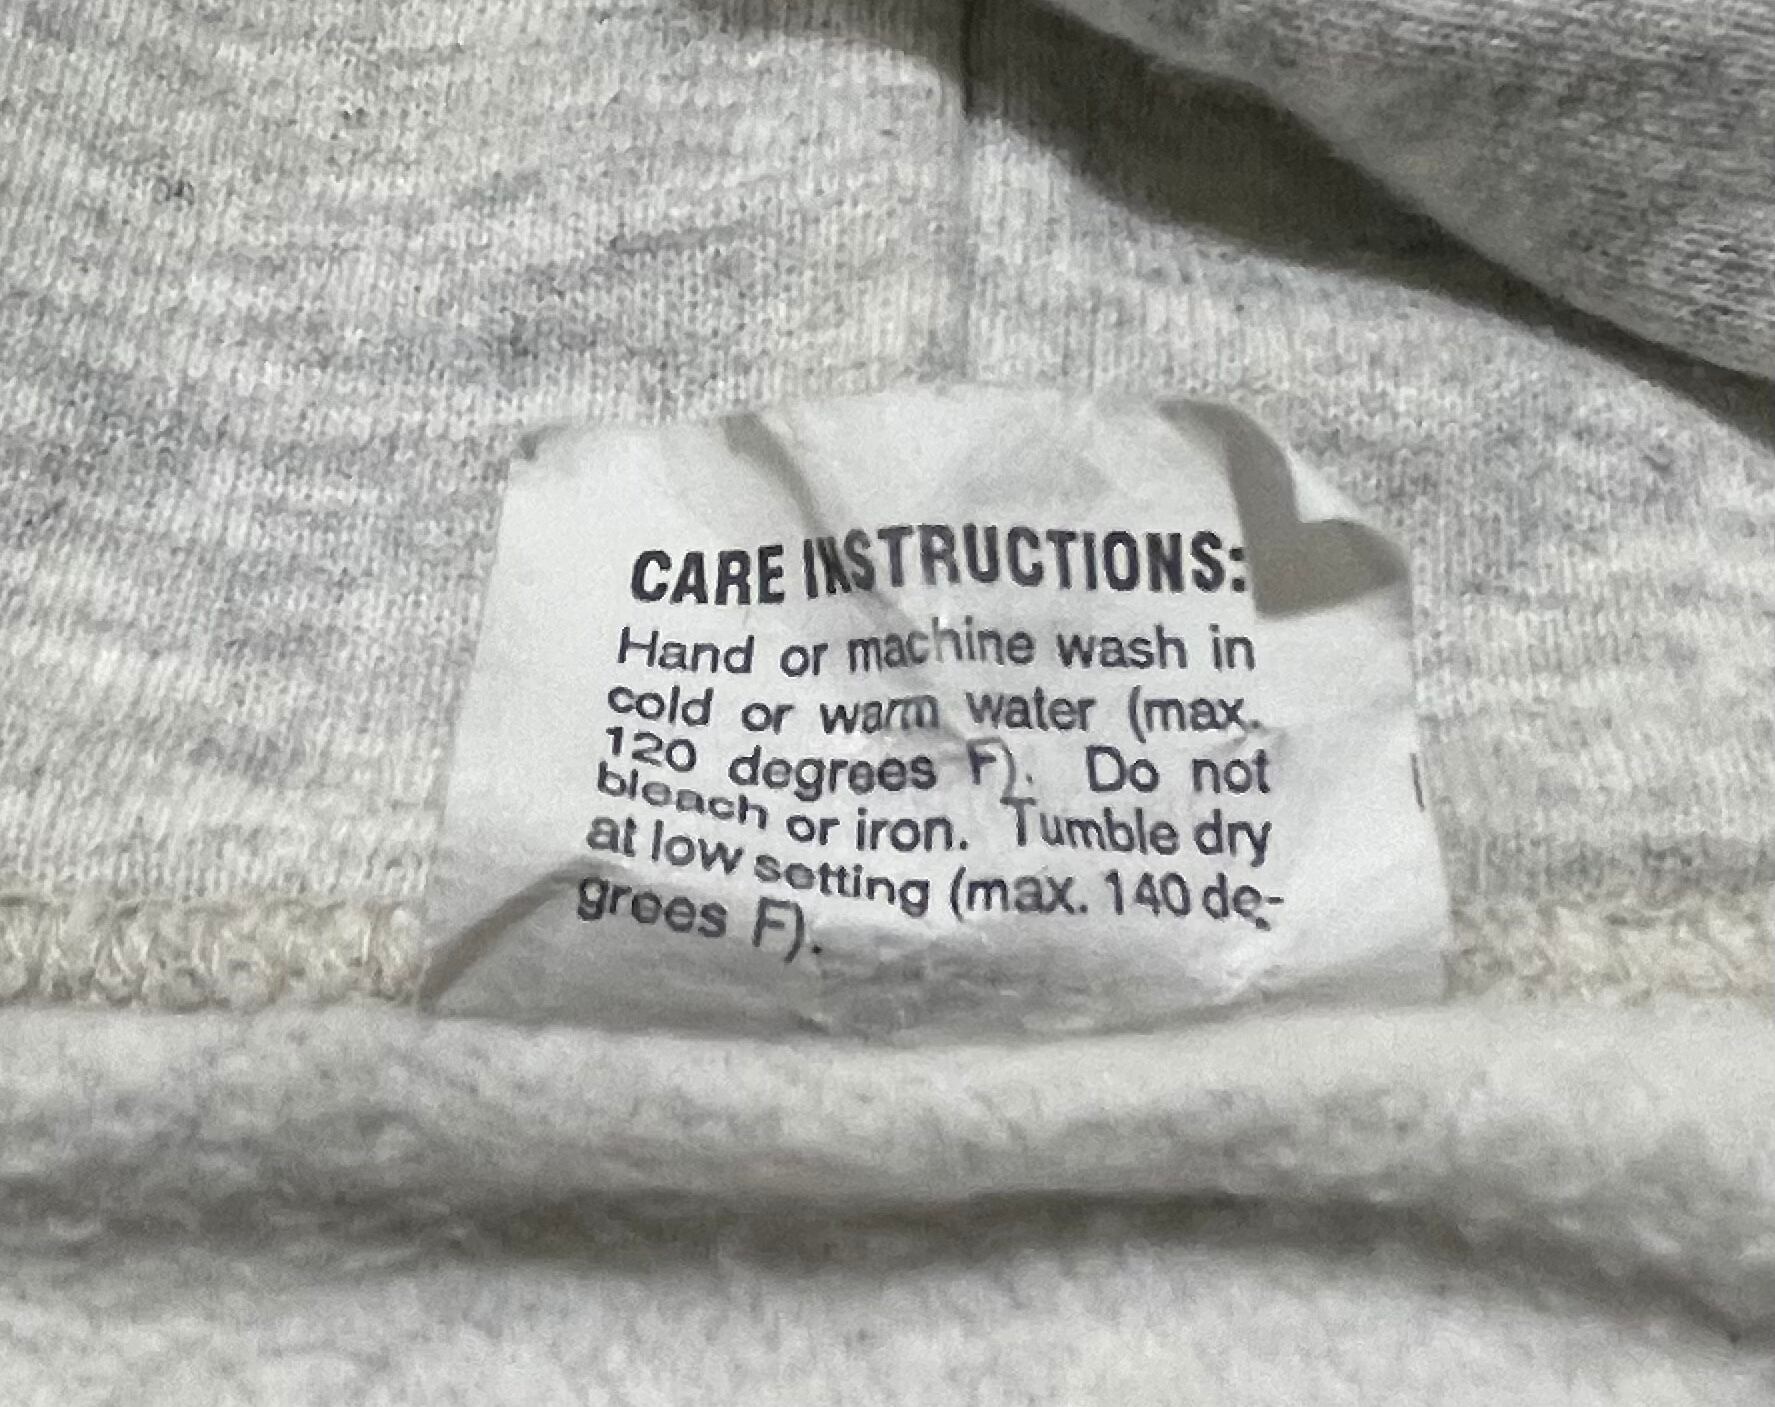 CARE INSTRUCTIONS:
Hand or machine wash in
cold or warm water (max.
120 degrees F). Do not
bleach or iron. Tumble dry
at low setting (max. 140 de-
grees F).